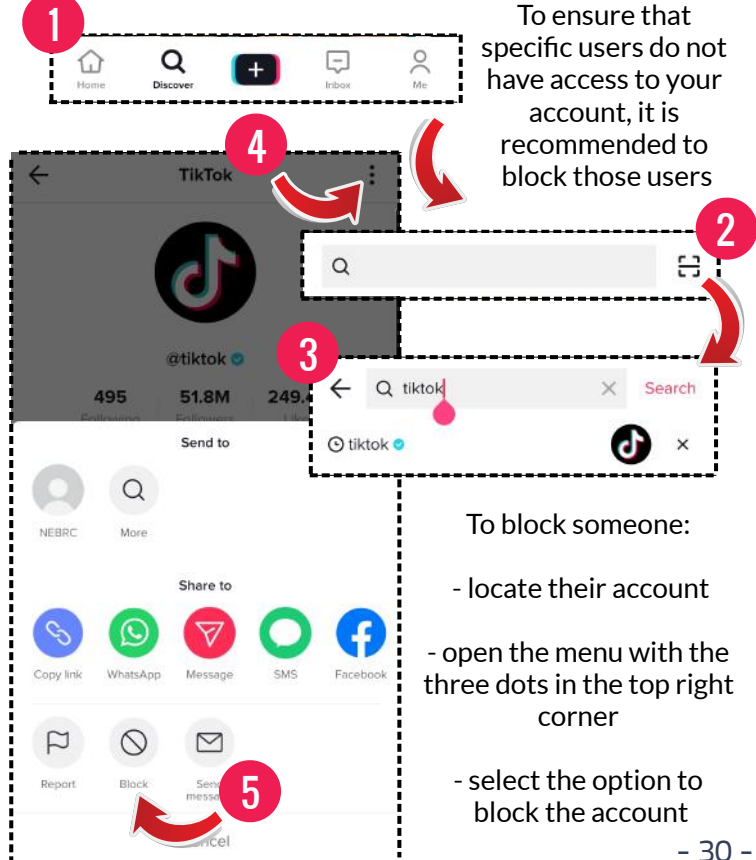 1
Home
Discover
Inbox
Me
To ensure that
specific users do not
have access to your
account, it is
recommended to
block those users
2
3
tiktok
Search
tiktok
4
TikTok
@tiktok
495 51.8M
Following Followers
Send to
NEBRC
More
Share to
Copy link
WhatsApp
Message
SMS
Facebook
Report
Block
Send
5
To block someone:
- locate their account
- open the menu with the
three dots in the top right
corner
- select the option to
block the account
- 30 -